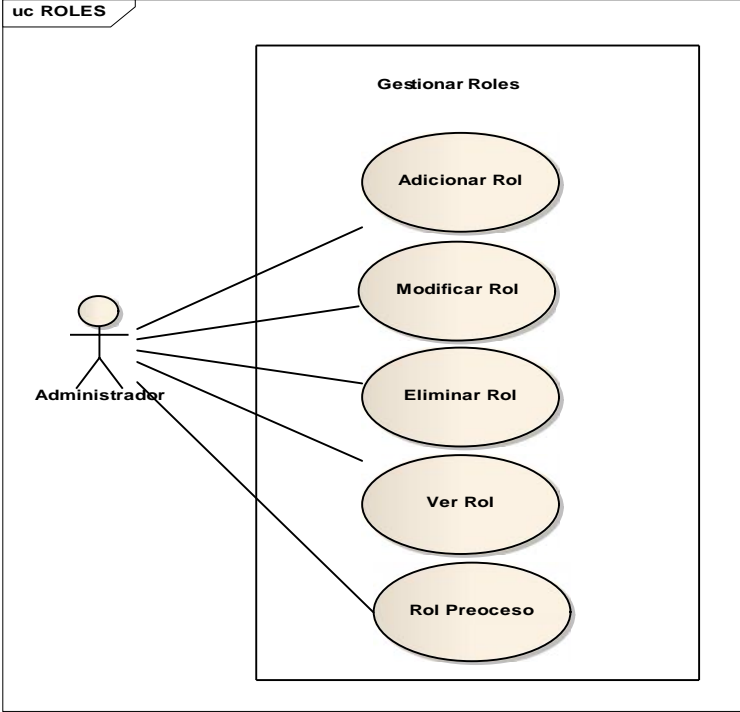 uc ROLES
Gestionar Roles
Adicionar Rol
Modificar Rol
Eliminar Rol
Administrador
Ver Rol
Rol Preoceso